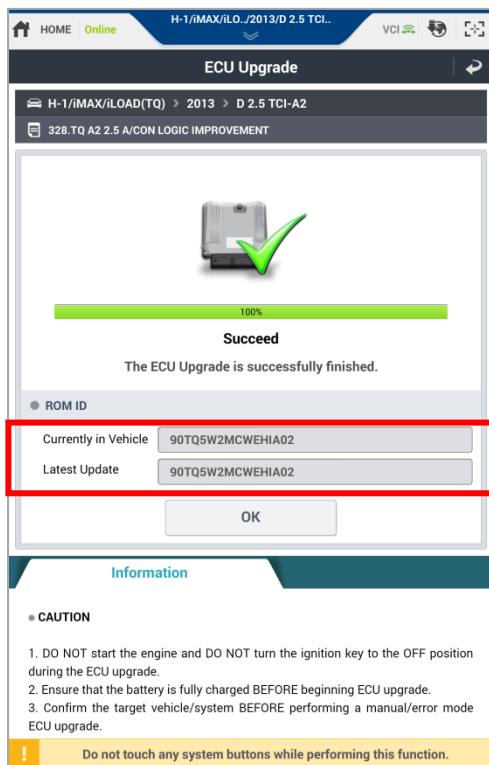 HOME Online H-1/iMAX/iLO../2013/D 2.5 TCI.. VCI
ECU Upgrade
H-1/iMAX/iLOAD(TQ) > 2013 > D 2.5 TCI-A2
328.TQ A2 2.5 A/CON LOGIC IMPROVEMENT
100%
Succeed
The ECU Upgrade is successfully finished.
ROM ID
Currently in Vehicle 90TQ5W2MCWEHIA02
Latest Update 90TQ5W2MCWEHIA02
OK
Information
CAUTION
1. DO NOT start the engine and DO NOT turn the ignition key to the OFF position
during the ECU upgrade.
2. Ensure that the battery is fully charged BEFORE beginning ECU upgrade.
3. Confirm the target vehicle/system BEFORE performing a manual/error mode
ECU upgrade.
! Do not touch any system buttons while performing this function.